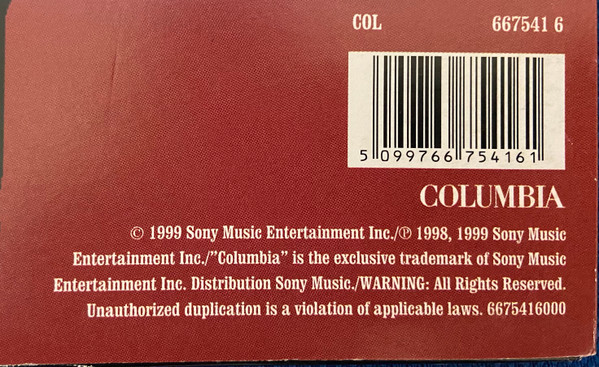 COL 667541 6
5 099766 754161
COLUMBIA
© 1999 Sony Music Entertainment Inc./℗ 1998, 1999 Sony Music
Entertainment Inc./"Columbia" is the exclusive trademark of Sony Music
Entertainment Inc. Distribution Sony Music./WARNING: All Rights Reserved.
Unauthorized duplication is a violation of applicable laws. 6675416000